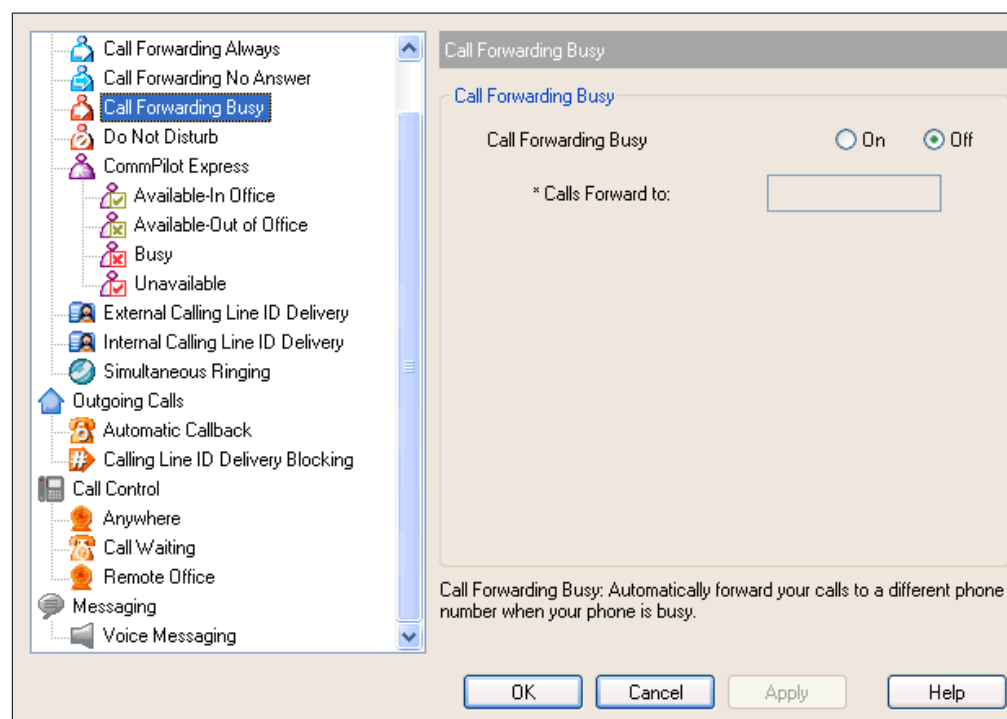 Call Forwarding Always
Call Forwarding No Answer
Call Forwarding Busy
Do Not Disturb
CommPilot Express
Available-In Office
Available-Out of Office
Busy
Unavailable
External Calling Line ID Delivery
Internal Calling Line ID Delivery
Simultaneous Ringing
Outgoing Calls
Automatic Callback
Calling Line ID Delivery Blocking
Call Control
Anywhere
Call Waiting
Remote Office
Messaging
Voice Messaging
Call Forwarding Busy
Call Forwarding Busy
Call Forwarding Busy On Off
* Calls Forward to:
Call Forwarding Busy: Automatically forward your calls to a different phone
number when your phone is busy.
OK Cancel Apply Help